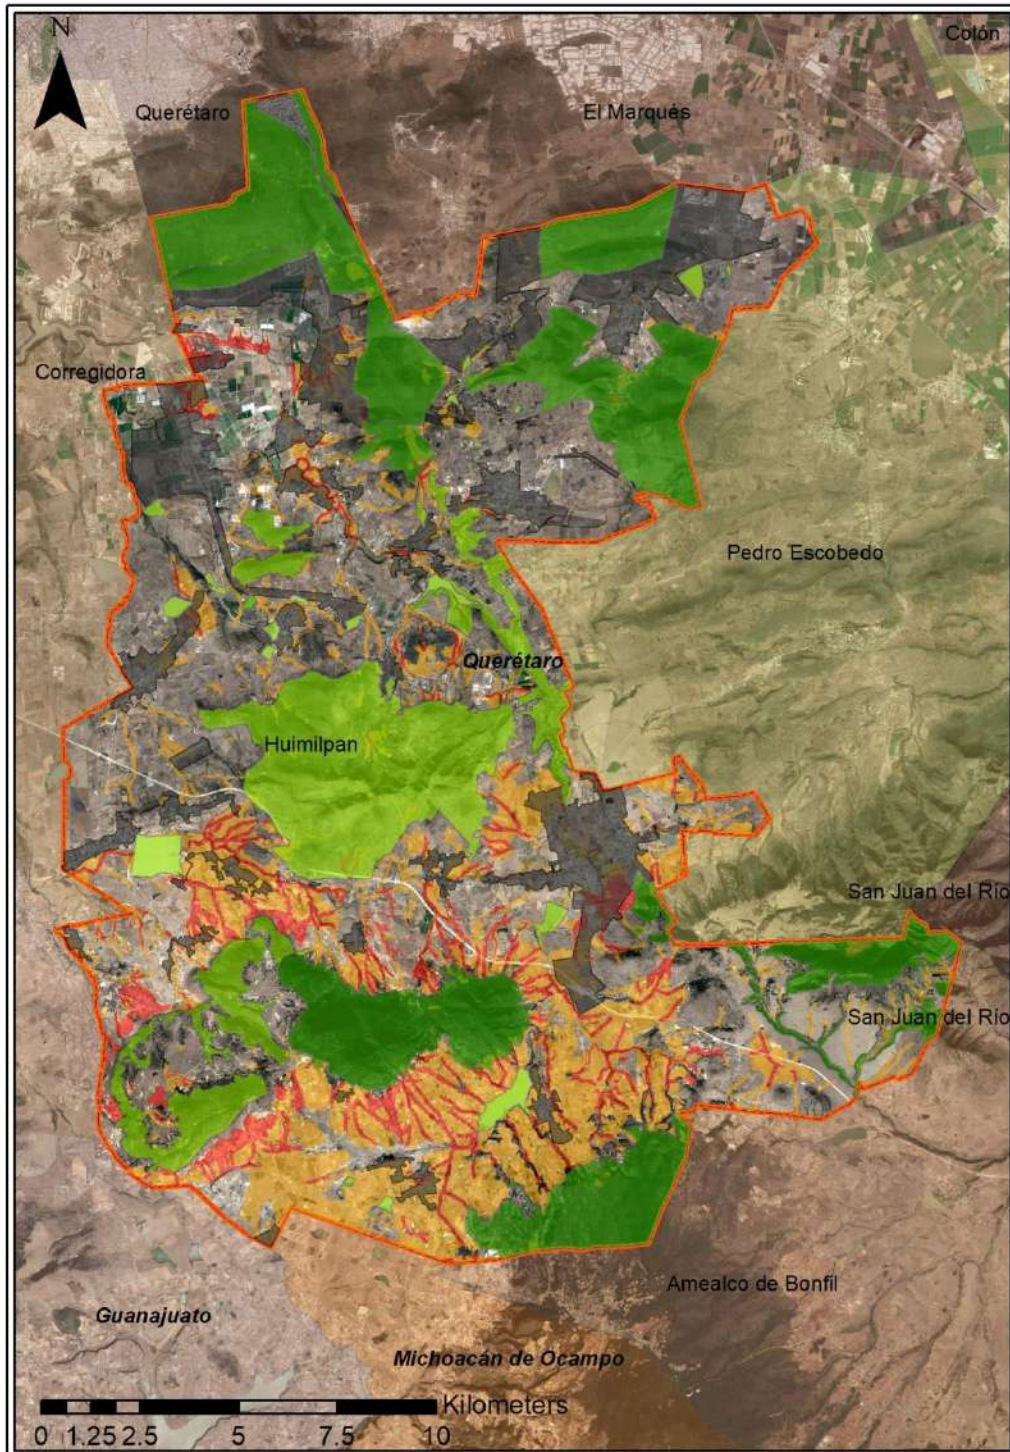 N
Colón
Querétaro
El Marqués
Corregidora
Pedro Escobedo
Querétaro
Huimilpan
San Juan del Río
San Juan del Río
Amealco de Bonfil
Guanajuato
Michoacán de Ocampo
Kilometers
0 1.25 2.5 5 7.5 10